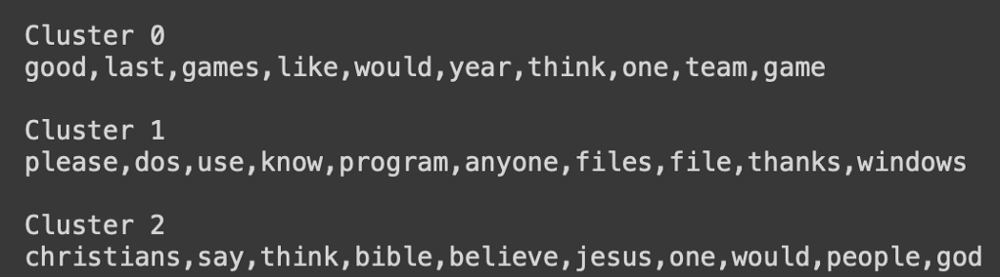 Cluster 0
good,last,games,like,would,year,think,one,team,game
Cluster 1
please,dos,use,know,program,anyone,files,file,thanks,windows
Cluster 2
christians,say,think,bible,believe,jesus,one,would,people,god